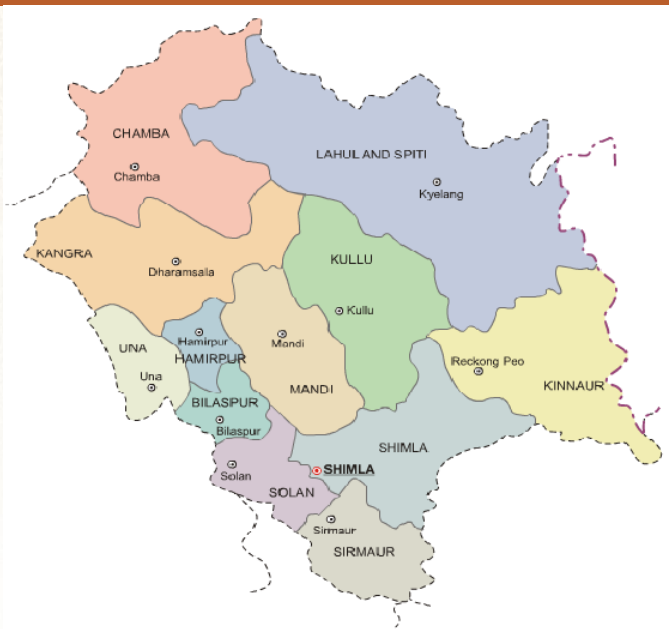 CHAMBA
Chamba
LAHUL AND SPITI
Kyelang
KANGRA
Dharamsala
KULLU
Kullu
UNA
Una
Hamirpur
HAMIRPUR
Mandi
MANDI
Reckong Peo
KINNAUR
BILASPUR
Bilaspur
SHIMLA
SHIMLA
Solan
SOLAN
Sirmaur
SIRMAUR